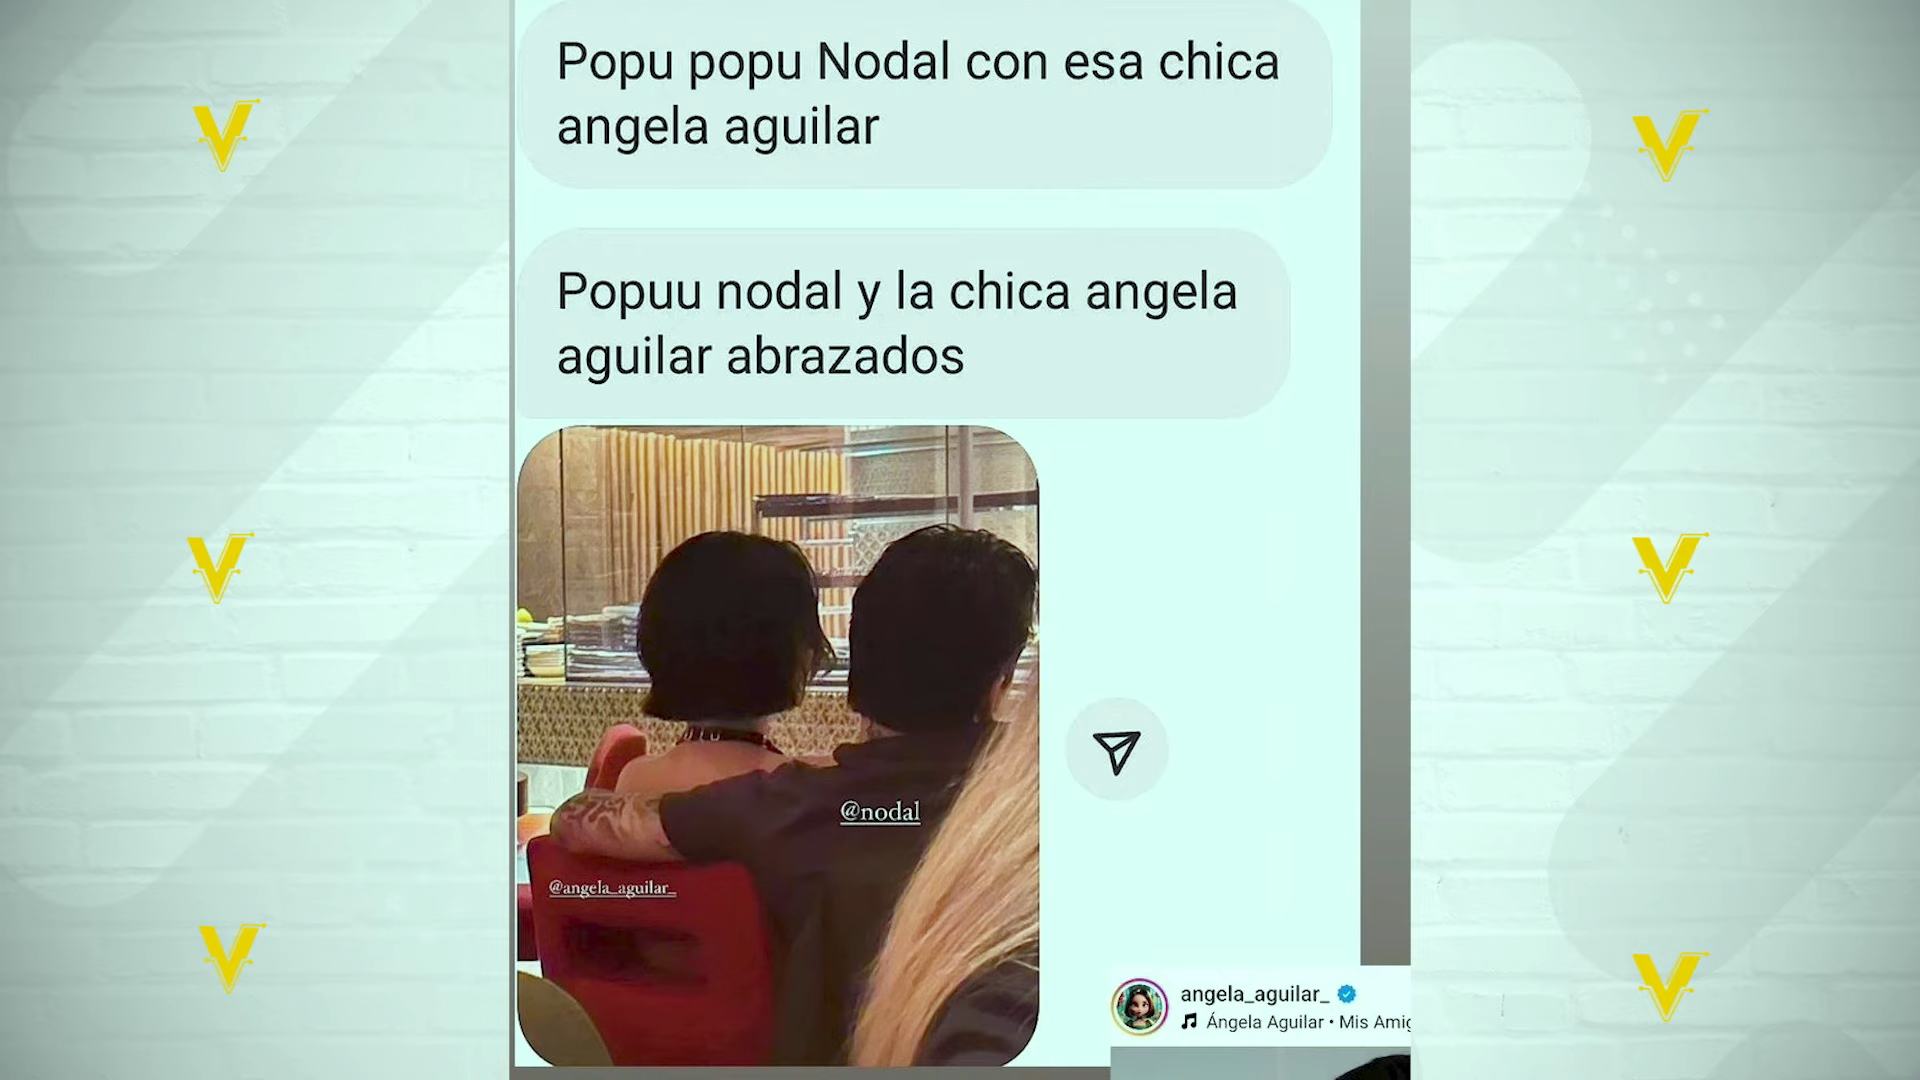 Popu popu Nodal con esa chica
angela aguilar
Popuu nodal y la chica angela
aguilar abrazados
@nodal
@angela_aguilar_
angela_aguilar_
Ángela Aguilar • Mis Amig